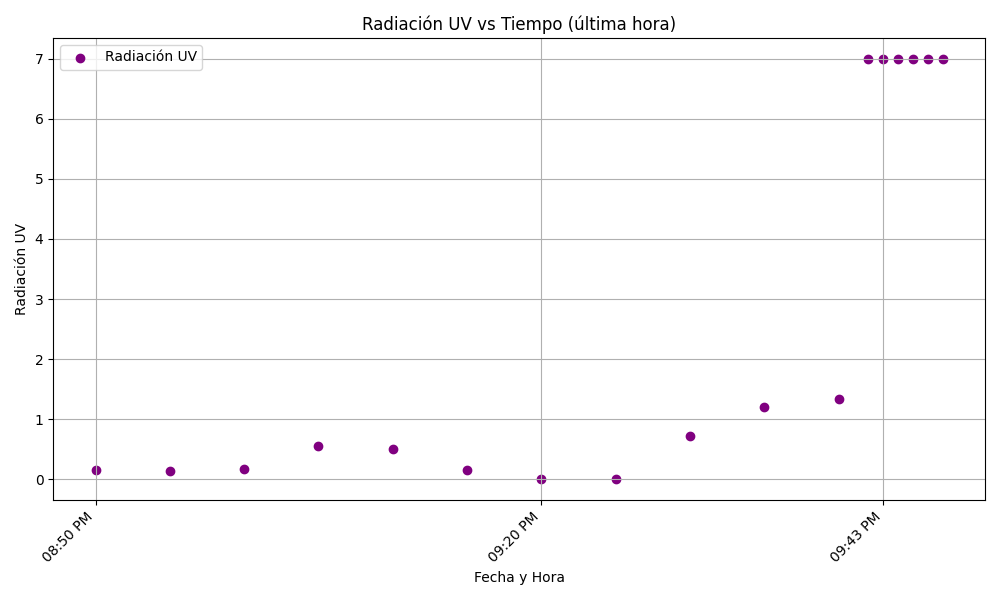 Radiación UV vs Tiempo (última hora)
Radiación UV
7
6
5
4
3
2
1
0
Radiación UV
08:50 PM
09:20 PM
09:43 PM
Fecha y Hora